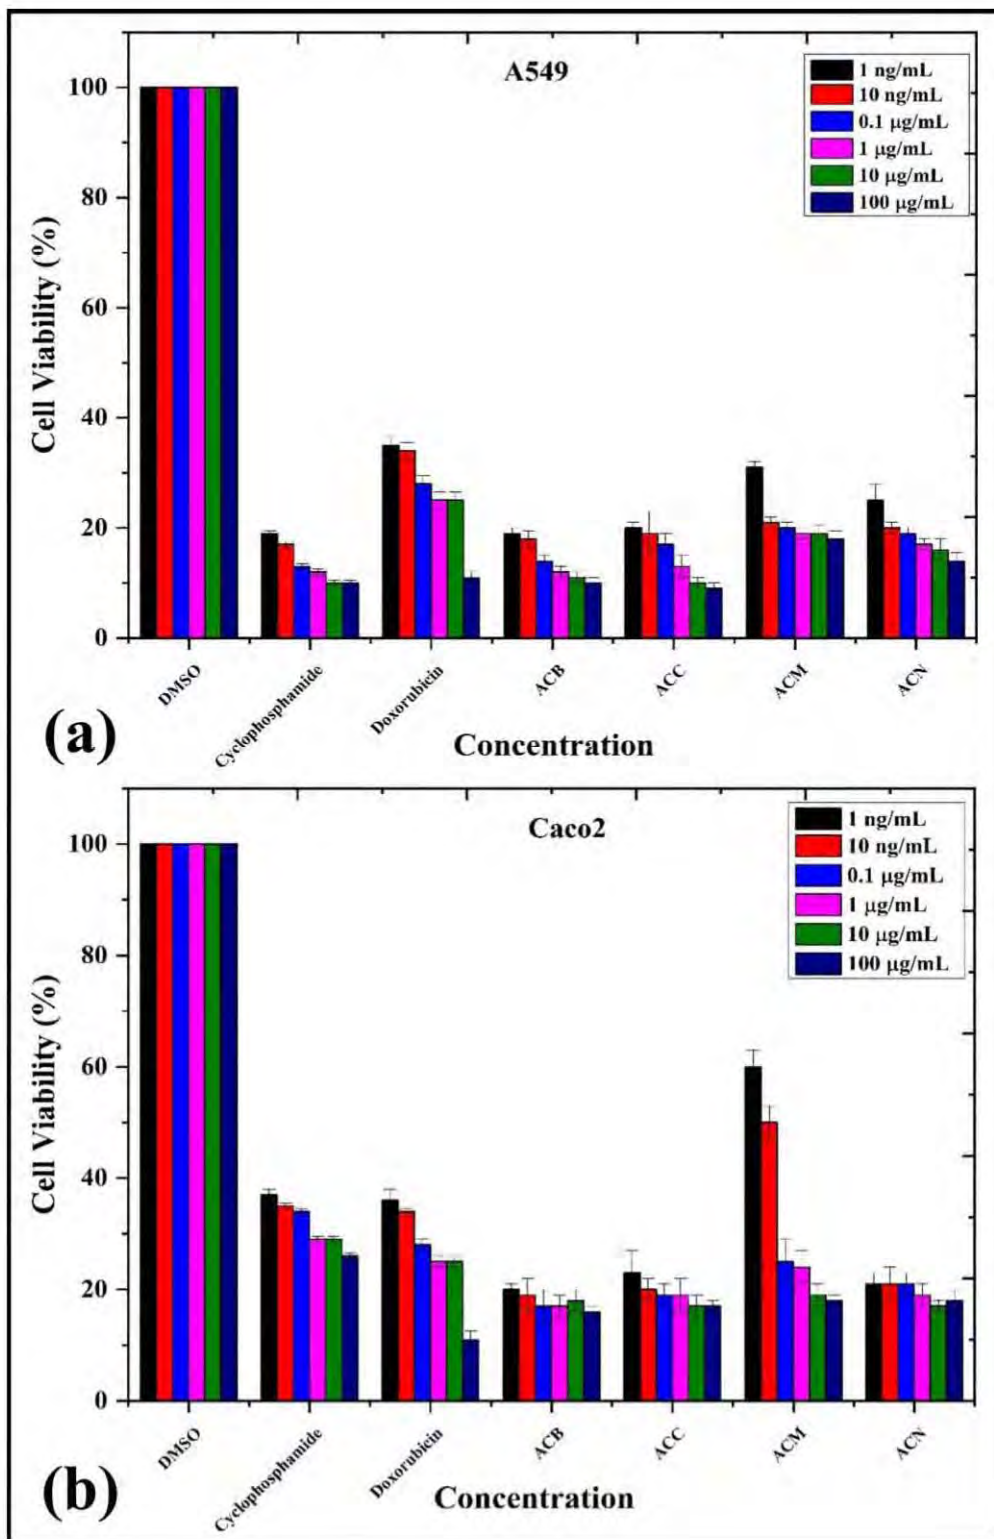 A549
1 ng/mL
10 ng/mL
0.1 µg/mL
1 µg/mL
10 µg/mL
100 µg/mL
100
80
60
40
20
0
Cell Viability (%)
DMSO
Cyclophosphamide
Doxorubicin
ACB
ACC
ACM
ACN
(a)
Concentration
Caco2
1 ng/mL
10 ng/mL
0.1 µg/mL
1 µg/mL
10 µg/mL
100 µg/mL
100
80
60
40
20
0
Cell Viability (%)
DMSO
Cyclophosphamide
Doxorubicin
ACB
ACC
ACM
ACN
(b)
Concentration